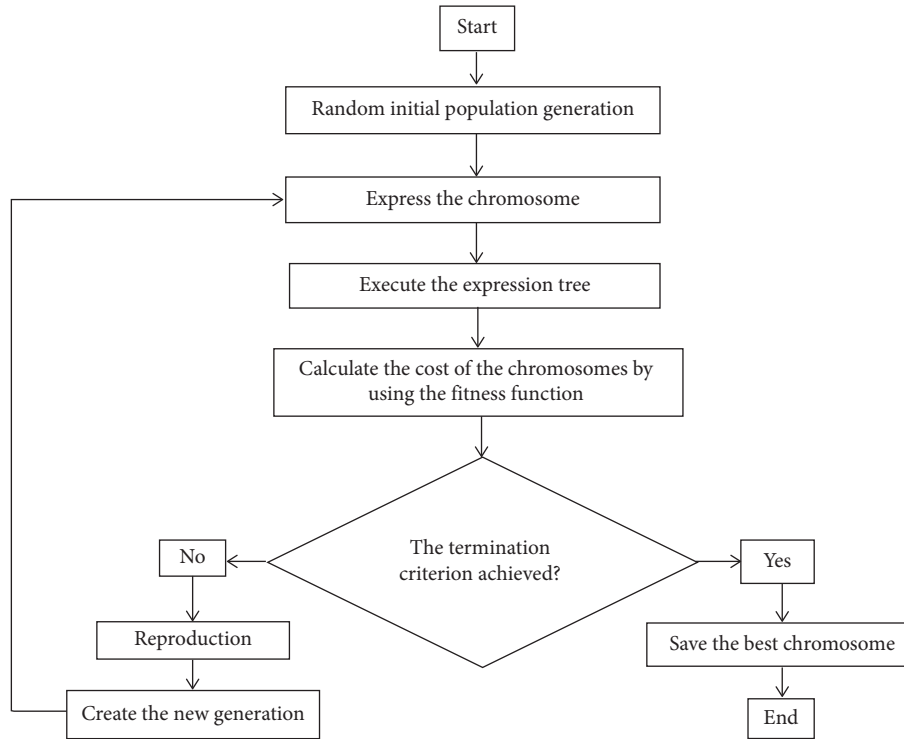 Start
Random initial population generation
Express the chromosome
Execute the expression tree
Calculate the cost of the chromosomes by
using the fitness function
The termination
criterion achieved?
No
Yes
Reproduction
Save the best chromosome
Create the new generation
End